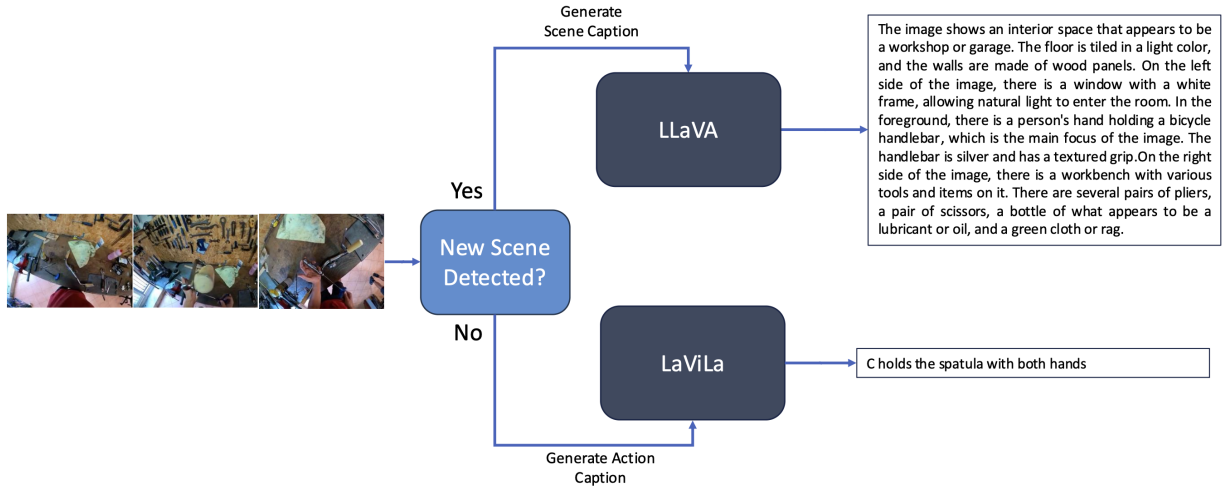 Generate
Scene Caption
LLaVA
The image shows an interior space that appears to be
a workshop or garage. The floor is tiled in a light color,
and the walls are made of wood panels. On the left
side of the image, there is a window with a white
frame, allowing natural light to enter the room. In the
foreground, there is a person's hand holding a bicycle
handlebar, which is the main focus of the image. The
handlebar is silver and has a textured grip.On the right
side of the image, there is a workbench with various
tools and items on it. There are several pairs of pliers,
a pair of scissors, a bottle of what appears to be a
lubricant or oil, and a green cloth or rag.
Yes
New Scene
Detected?
No
LaViLa
C holds the spatula with both hands
Generate Action
Caption